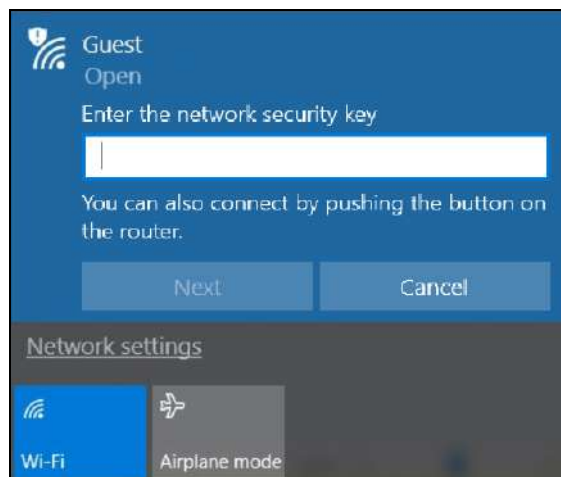 Guest
Open
Enter the network security key
You can also connect by pushing the button on
the router.
Next
Cancel
Network settings
Wi-Fi
Airplane mode